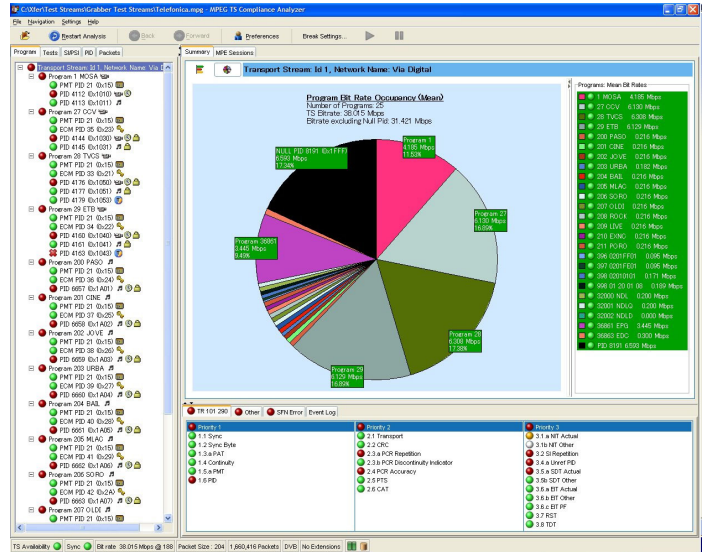 C:\Xfer\Test Streams\Grabber Test Streams\Telefonica.mpg - MPEG TS Compliance Analyzer
File Navigation Settings Help
Restart Analysis Back Forward Preferences Break Settings...
Program Tests SI/PSI PID Packets
Transport Stream: Id 1, Network Name: Via D
Program 1 MOSA
PMT PID 21 (0x15)
PID 4112 (0x1010)
PID 4113 (0x1011)
Program 27 CCV
PMT PID 21 (0x15)
ECM PID 35 (0x23)
PID 4144 (0x1030)
PID 4145 (0x1031)
Program 28 TVCS
PMT PID 21 (0x15)
ECM PID 33 (0x21)
PID 4176 (0x1050)
PID 4177 (0x1051)
PID 4179 (0x1053)
Program 29 ETB
PMT PID 21 (0x15)
ECM PID 34 (0x22)
PID 4160 (0x1040)
PID 4161 (0x1041)
PID 4163 (0x1043)
Program 200 PASO
PMT PID 21 (0x15)
ECM PID 36 (0x24)
PID 6657 (0x1A01)
Program 201 CINE
PMT PID 21 (0x15)
ECM PID 37 (0x25)
PID 6658 (0x1A02)
Program 202 JOVE
PMT PID 21 (0x15)
ECM PID 38 (0x26)
PID 6659 (0x1A03)
Program 203 URBA
PMT PID 21 (0x15)
ECM PID 39 (0x27)
PID 6660 (0x1A04)
Program 204 BAIL
PMT PID 21 (0x15)
ECM PID 40 (0x28)
PID 6661 (0x1A05)
Program 205 MLAC
PMT PID 21 (0x15)
ECM PID 41 (0x29)
PID 6662 (0x1A06)
Program 206 SORO
PMT PID 21 (0x15)
ECM PID 42 (0x2A)
PID 6663 (0x1A07)
Program 207 OLDI
PMT PID 21 (0x15)
Summary MPE Sessions
Transport Stream: Id 1, Network Name: Via Digital
Program Bit Rate Occupancy (Mean)
Number of Programs: 25
TS Bitrate: 38.015 Mbps
Bitrate excluding Null Pid: 31.421 Mbps
NULL PID 8191 (0x1FFF)
6.593 Mbps
17.34%
Program 1
4.185 Mbps
11.53%
Program 27
6.130 Mbps
16.89%
Program 28
6.308 Mbps
17.38%
Program 29
6.129 Mbps
16.89%
Program 36861
3.445 Mbps
9.49%
Programs: Mean Bit Rates
1 MOSA 4.185 Mbps
27 CCV 6.130 Mbps
28 TVCS 6.308 Mbps
29 ETB 6.129 Mbps
200 PASO 0.216 Mbps
201 CINE 0.216 Mbps
202 JOVE 0.216 Mbps
203 URBA 0.182 Mbps
204 BAIL 0.216 Mbps
205 MLAC 0.216 Mbps
206 SORO 0.216 Mbps
207 OLDI 0.216 Mbps
208 ROCK 0.216 Mbps
209 LIVE 0.216 Mbps
210 EXNO 0.216 Mbps
211 PORO 0.216 Mbps
396 0201FF01 0.095 Mbps
397 0201FE01 0.095 Mbps
398 02010101 0.171 Mbps
998 01 20 01 06 0.189 Mbps
32000 NDL 0.200 Mbps
32001 NDLQ 0.200 Mbps
32002 NDLD 0.000 Mbps
36861 EPG 3.445 Mbps
36863 EDC 0.300 Mbps
PID 8191 6.593 Mbps
TR 101 290 Other SFN Error Event Log
Priority 1
1.1 Sync
1.2 Sync Byte
1.3.a PAT
1.4 Continuity
1.5.a PMT
1.6 PID
Priority 2
2.1 Transport
2.2 CRC
2.3.a PCR Repetition
2.3.b PCR Discontinuity Indicator
2.4 PCR Accuracy
2.5 PTS
2.6 CAT
Priority 3
3.1.a NIT Actual
3.1b NIT Other
3.2 SI Repetition
3.4.a Unref PID
3.5.a SDT Actual
3.5b SDT Other
3.6.a EIT Actual
3.6.b EIT Other
3.6.c EIT PF
3.7 RST
3.8 TDT
TS Availability Sync Bit rate 38.015 Mbps @ 188 Packet Size : 204 1,660,416 Packets DVB No Extensions